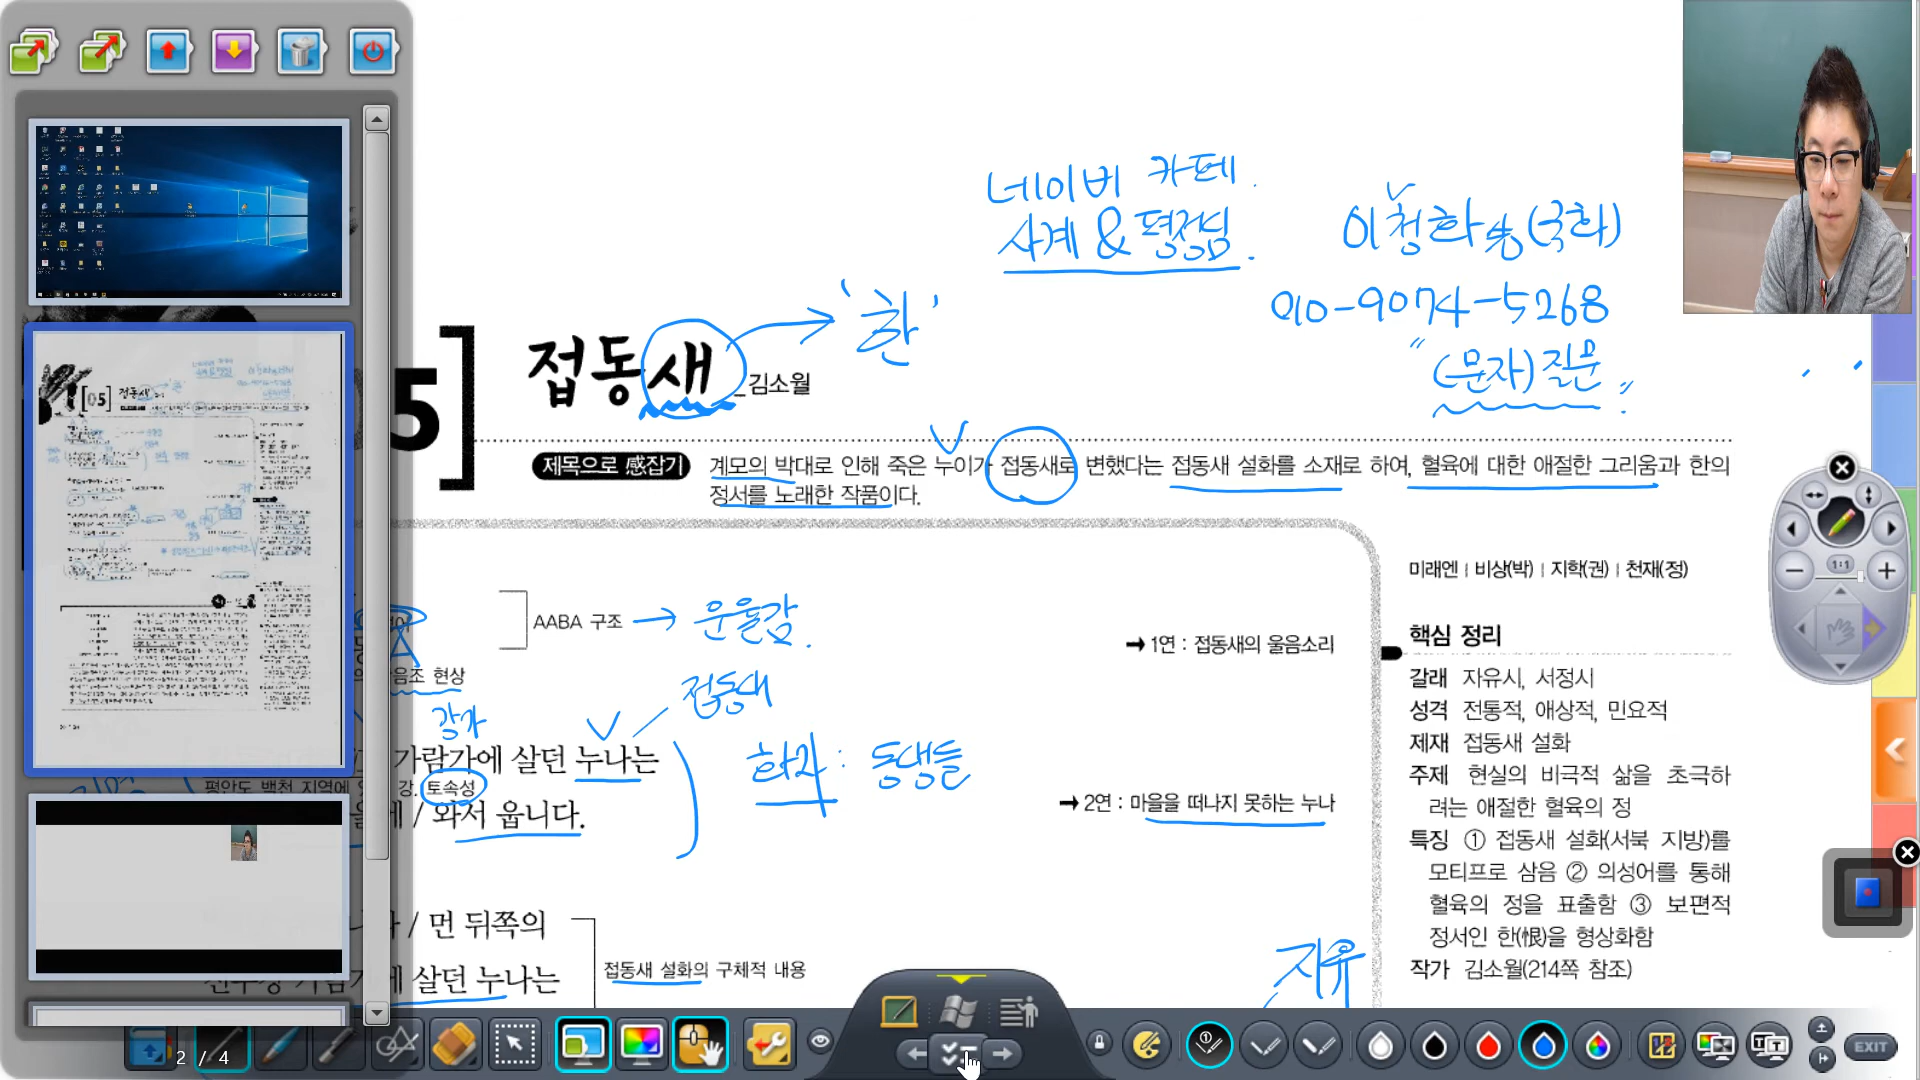 네이버 카페.
사계 & 평정심.
이청화 샘(국화)
010-9074-5268
"(문자)질문"
'한'
05]
접동새 _김소월
제목으로 感잡기 계모의 박대로 인해 죽은 누이가 접동새로 변했다는 접동새 설화를 소재로 하여, 혈육에 대한 애절한 그리움과 한의
정서를 노래한 작품이다.
미래엔 | 비상(박) | 지학(권) | 천재(정)
AABA 구조 → 운율감.
→ 1연 : 접동새의 울음소리
음조 현상
접동새
강가
가람가에 살던 누나는
평안도 백천 지역에 강. 토속성
/ 와서 웁니다.
화자 : 동생들
→ 2연 : 마을을 떠나지 못하는 누나
/ 먼 뒤쪽의
살던 누나는
접동새 설화의 구체적 내용
자유
핵심 정리
갈래 자유시, 서정시
성격 전통적, 애상적, 민요적
제재 접동새 설화
주제 현실의 비극적 삶을 초극하
려는 애절한 혈육의 정
특징 ① 접동새 설화(서북 지방)를
모티프로 삼음 ② 의성어를 통해
혈육의 정을 표출함 ③ 보편적
정서인 한(恨)을 형상화함
작가 김소월(214쪽 참조)
1:1
2 / 4
EXIT